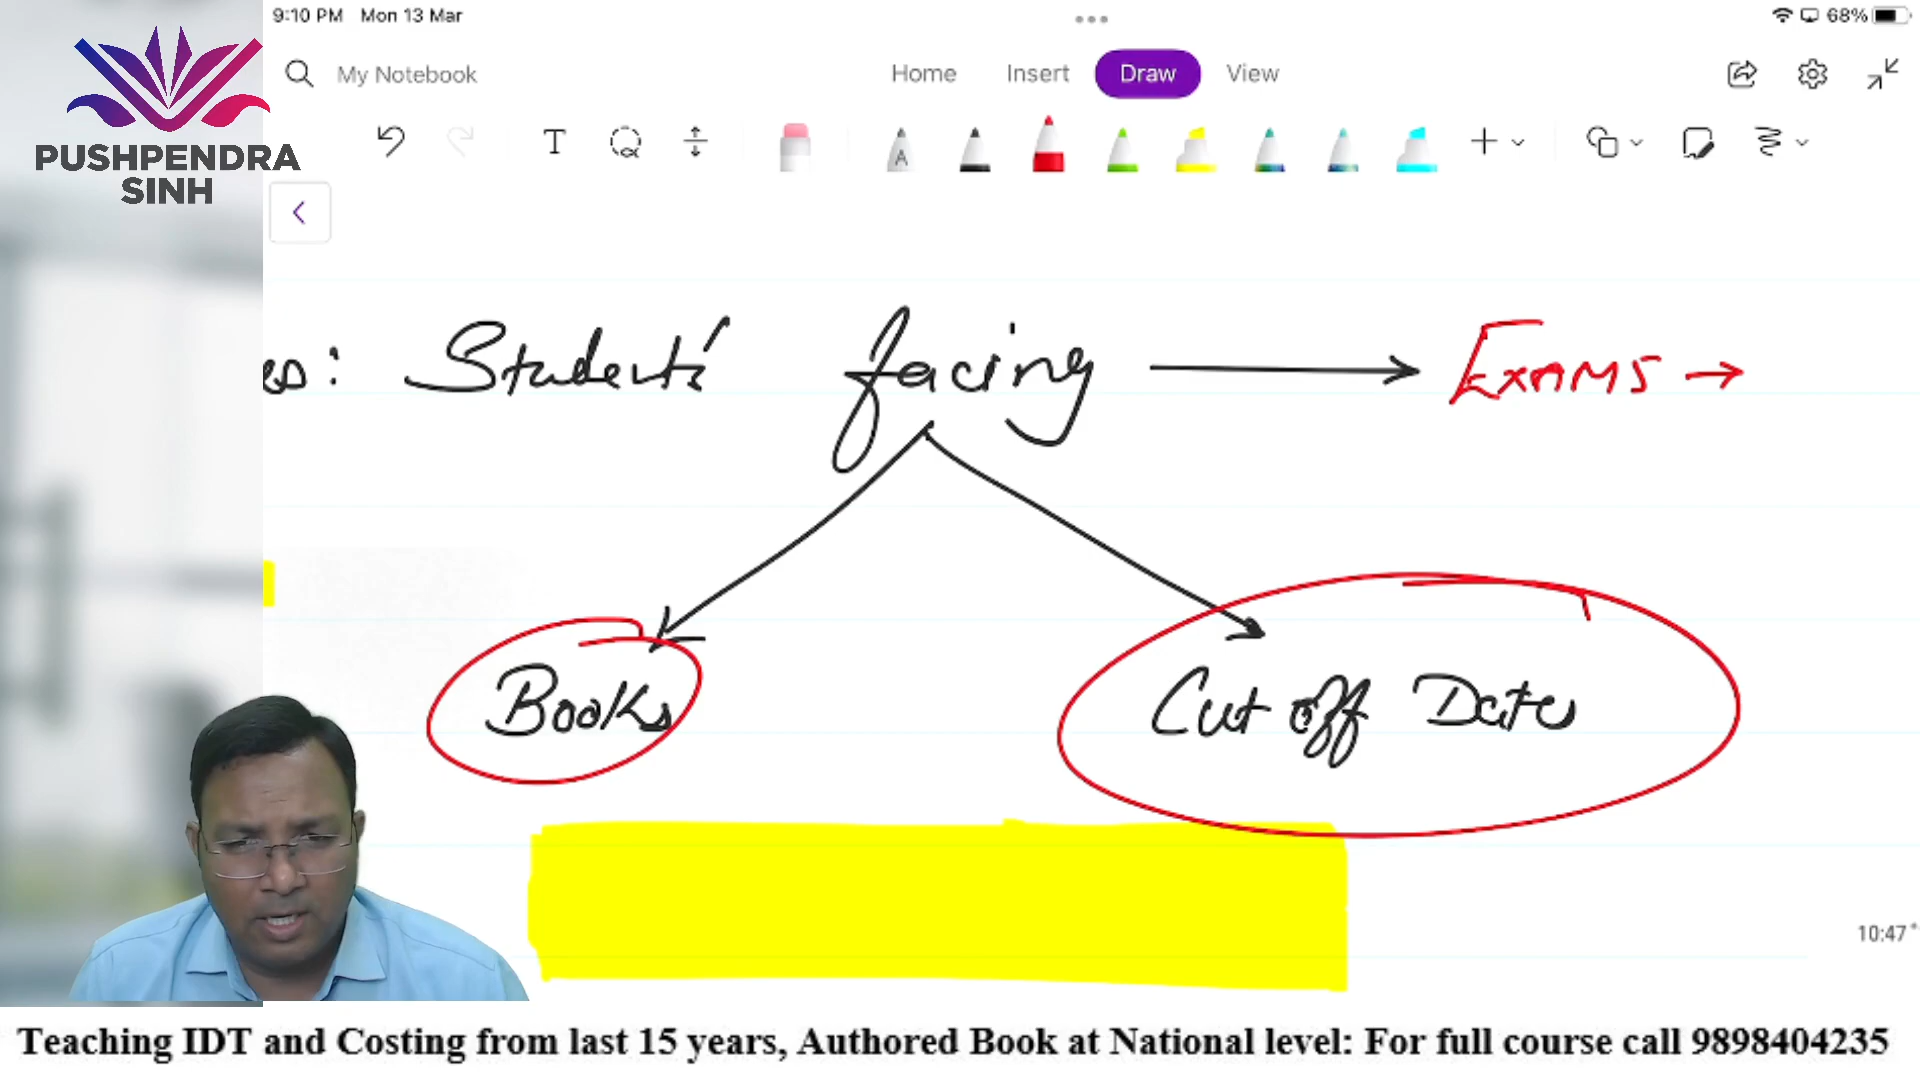 9:10 PM Mon 13 Mar
68%
PUSHPENDRA
SINH
My Notebook
Home Insert Draw View
T
A
es: Students' facing → EXAMS →
Books
Cut off Dates
10:47
Teaching IDT and Costing from last 15 years, Authored Book at National level: For full course call 9898404235